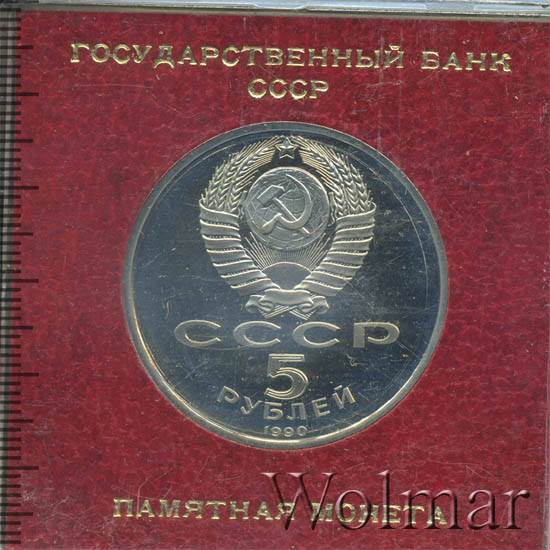 ГОСУДАРСТВЕННЫЙ БАНК
СССР
СССР
5
РУБЛЕЙ
1990
ПАМЯТНАЯ МОНЕТА
Wolmar